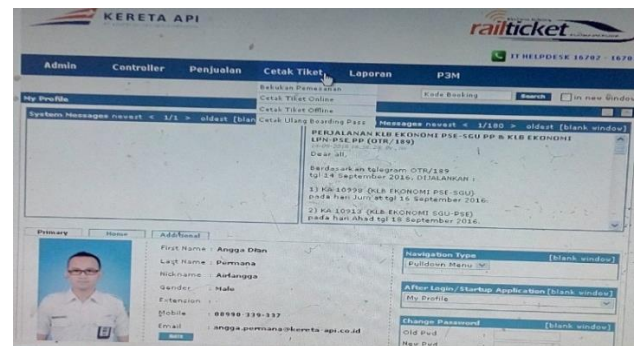 KERETA API
railticket
IT HELPDESK 16702 - 1670
Admin Controller Penjualan Cetak Tiket Laporan P3M
Bebukan Pemesanan
Cetak Tiket Online
Cetak Tiket Offline
Cetak Ulang Boarding Pass
Kode Booking Search in new window
My Profile
System Messages newest < 1/1 > oldest [blan
Messages newest < 1/180 > oldest [blank window]
PERJALANAN KLB EKONOMI PSE-SGU PP & KLB EKONOMI
LPN-PSE PP (OTR/189)
Dear all,
Berdasarkan telegram OTR/189
tgl 14 September 2016, DIJALANKAN :
1) KA 10998 (KLB EKONOMI PSE-SGU)
pada hari Jum'at tgl 16 September 2016.
2) KA 10913 (KLB EKONOMI SGU-PSE)
pada hari Ahad tgl 18 September 2016.
Primary Home Additional
First Name : Angga Dian
Last Name : Permana
Nickname : Airlangga
Gender : Male
Extension :
Mobile : 08990-339-337
Email : angga.permana@kereta-api.co.id
Navigation Type [blank window]
Pulldown Menu
After Login/Startup Application [blank window]
My Profile
Change Password [blank window]
Old Pwd
New Pwd